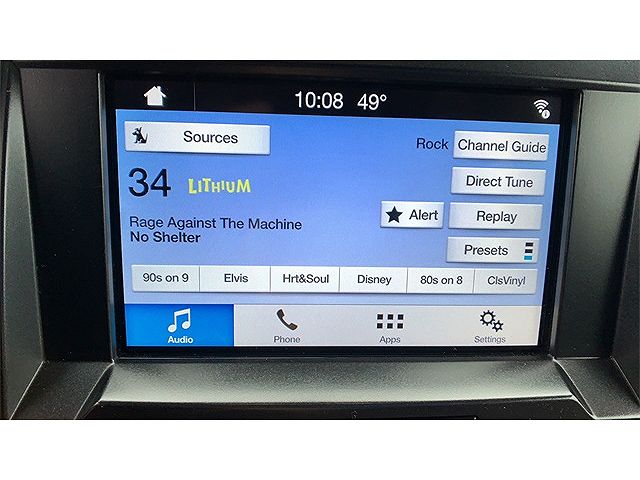 10:08 49°
Sources
Rock Channel Guide
34 LITHIUM
Direct Tune
Rage Against The Machine
No Shelter
Alert
Replay
Presets
90s on 9 Elvis Hrt&Soul Disney 80s on 8 ClsVinyl
Audio Phone Apps Settings